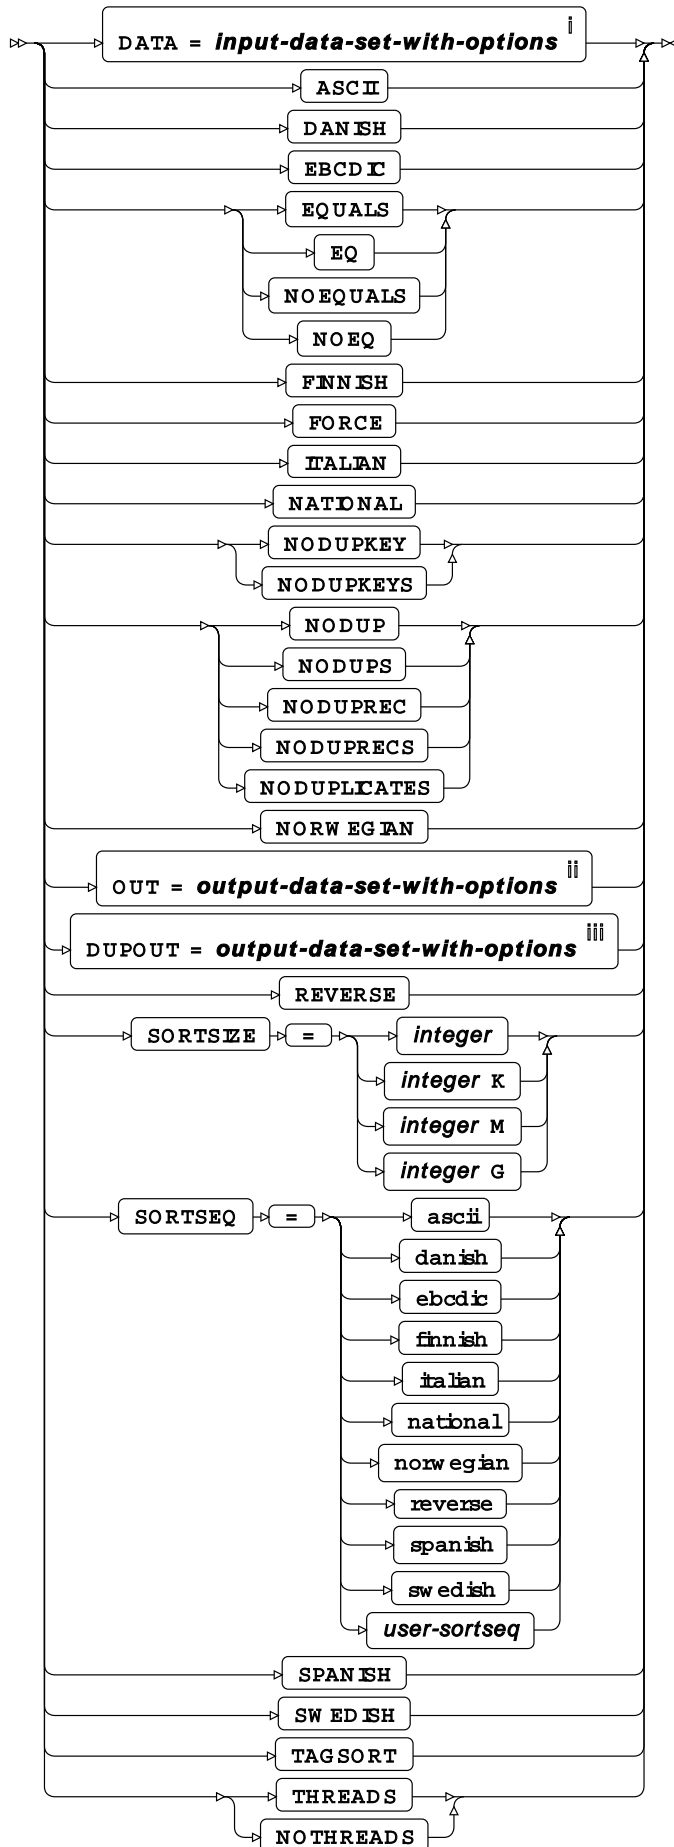 DATA = input-data-set-with-options i
ASCII
DANISH
EBCDIC
EQUALS
EQ
NOEQUALS
NOEQ
FINNISH
FORCE
ITALIAN
NATIONAL
NODUPKEY
NODUPKEYS
NODUP
NODUPS
NODUPREC
NODUPRECS
NODUPLICATES
NORWEGIAN
OUT = output-data-set-with-options ii
DUPOUT = output-data-set-with-options iii
REVERSE
SORTSIZE = integer
integer K
integer M
integer G
SORTSEQ = ascii
danish
ebcdic
finnish
italian
national
norwegian
reverse
spanish
swedish
user-sortseq
SPANISH
SWEDISH
TAGSORT
THREADS
NOTHREADS